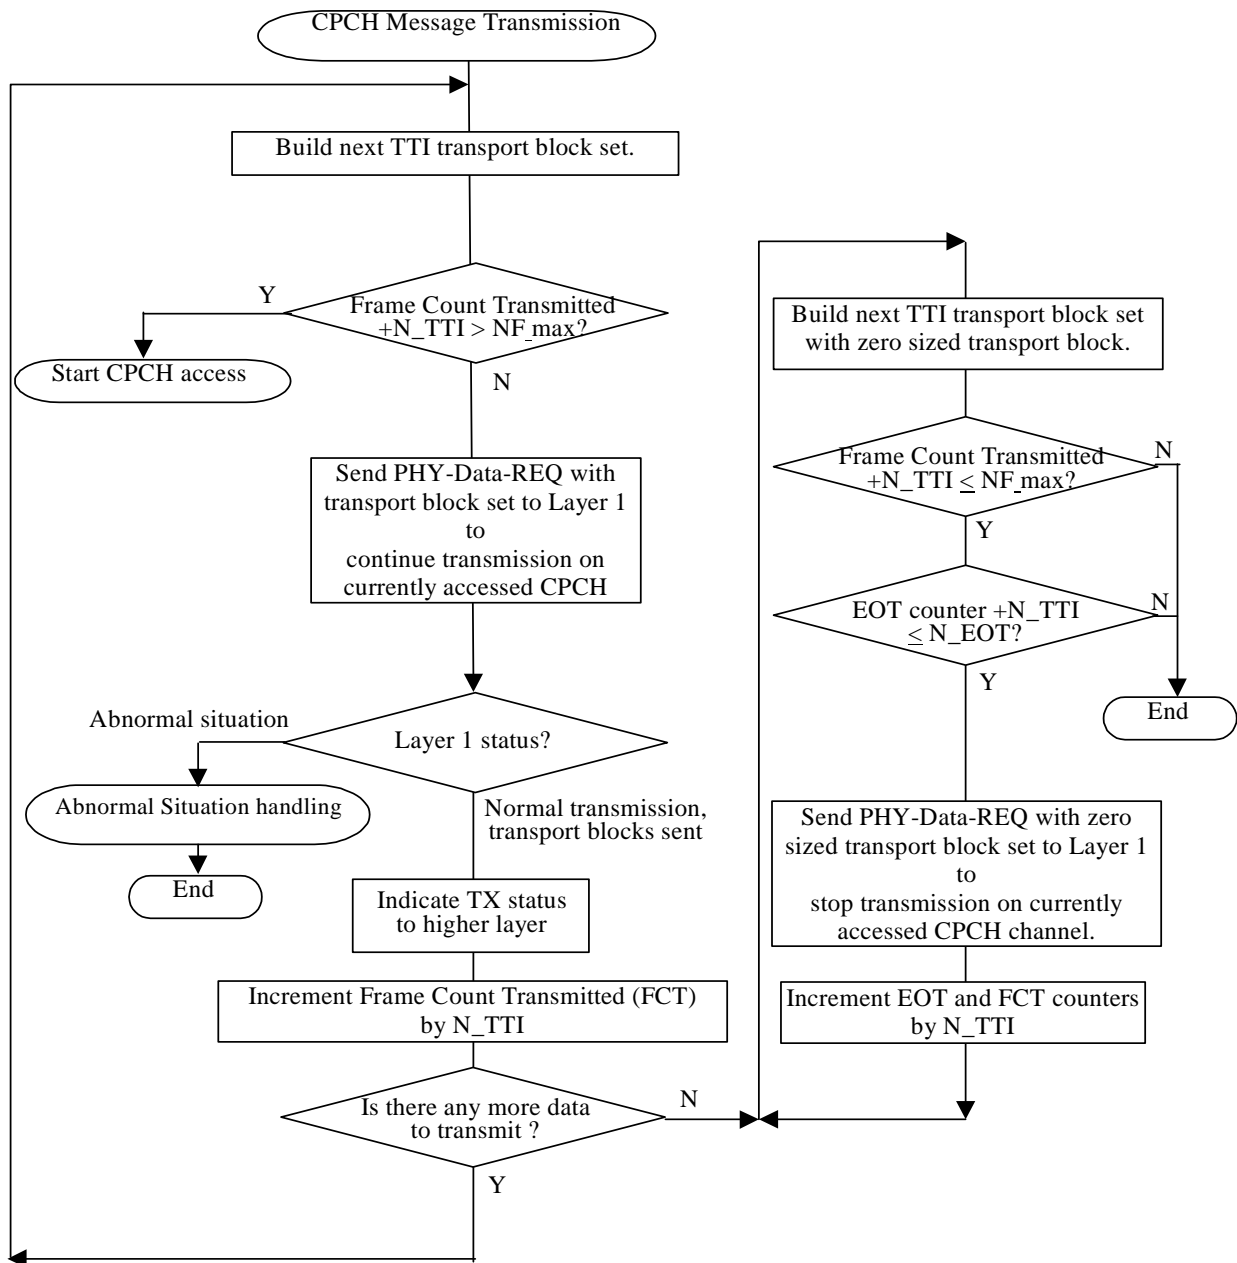 CPCH Message Transmission
Build next TTI transport block set.
Y
Frame Count Transmitted
+N_TTI > NF_max?
Start CPCH access
N
Send PHY-Data-REQ with
transport block set to Layer 1
to
continue transmission on
currently accessed CPCH
Abnormal situation
Layer 1 status?
Abnormal Situation handling
Normal transmission,
transport blocks sent
End
Indicate TX status
to higher layer
Increment Frame Count Transmitted (FCT)
by N_TTI
Is there any more data
to transmit ?
N
Y
Build next TTI transport block set
with zero sized transport block.
Frame Count Transmitted
+N_TTI ≤ NF_max?
N
Y
EOT counter +N_TTI
≤ N_EOT?
N
Y
End
Send PHY-Data-REQ with zero
sized transport block set to Layer 1
to
stop transmission on currently
accessed CPCH channel.
Increment EOT and FCT counters
by N_TTI